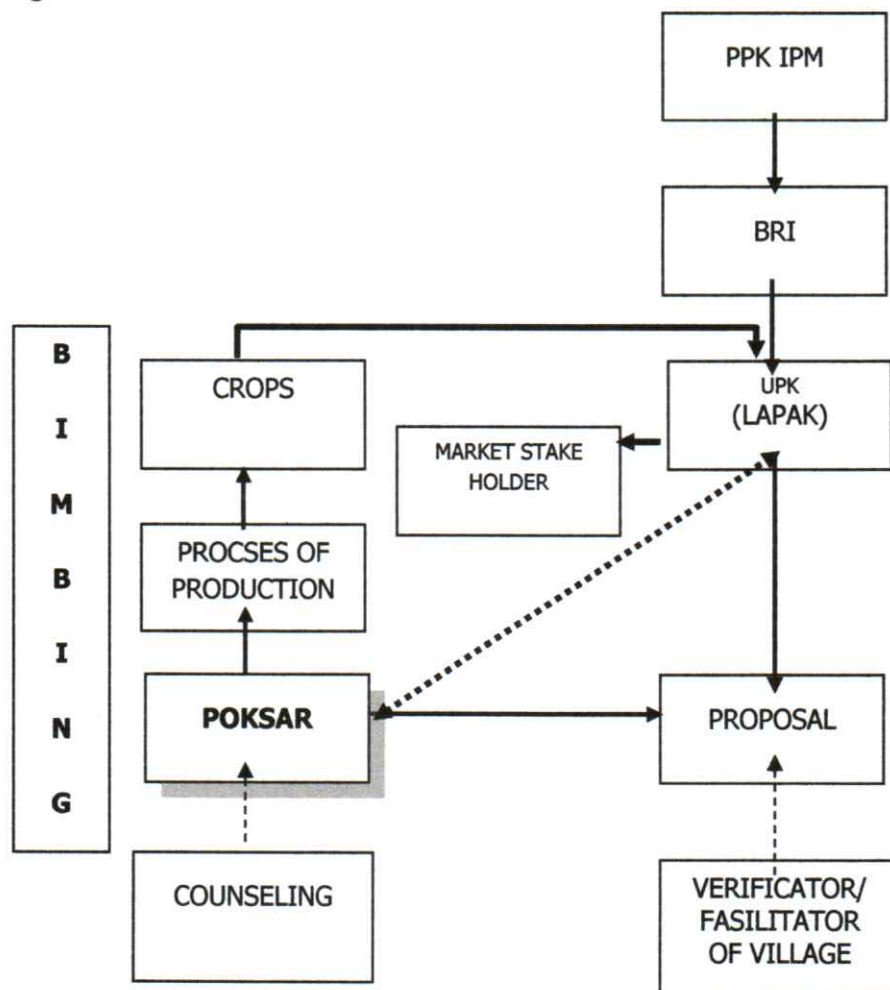 PPK IPM
BRI
B
I
M
B
I
N
G
CROPS
UPK
(LAPAK)
MARKET STAKE
HOLDER
PROCSES OF
PRODUCTION
POKSAR
PROPOSAL
COUNSELING
VERIFICATOR/
FASILITATOR
OF VILLAGE